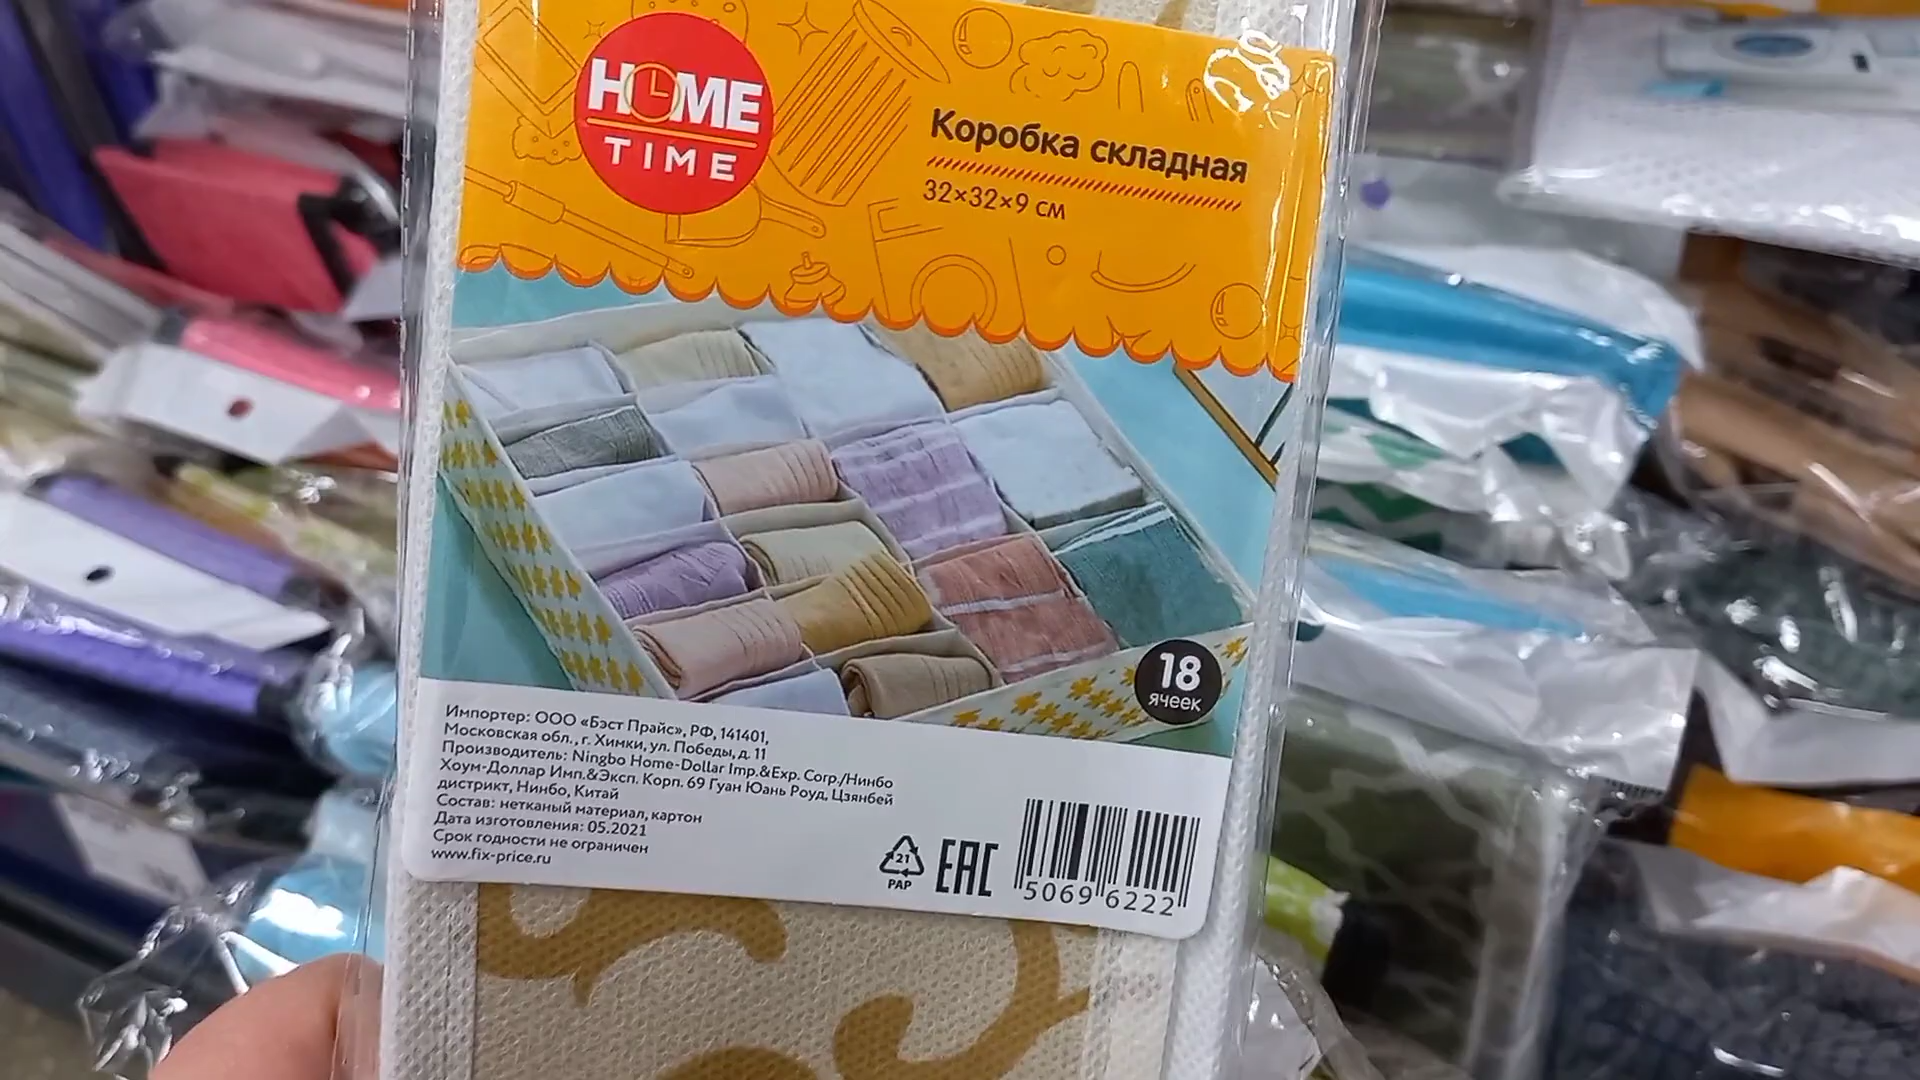 HOME
TIME
Коробка складная
32×32×9 см
18
ячеек
Импортер: ООО «Бэст Прайс», РФ, 141401,
Московская обл., г. Химки, ул. Победы, д. 11
Производитель: Ningbo Home-Dollar Imp.&Exp. Corp./Нинбо
Хоум-Доллар Имп.&Эксп. Корп. 69 Гуан Юань Роуд, Цзянбей
дистрикт, Нинбо, Китай
Состав: нетканый материал, картон
Дата изготовления: 05.2021
Срок годности не ограничен
www.fix-price.ru
21
PAP
EAC
5069 6222